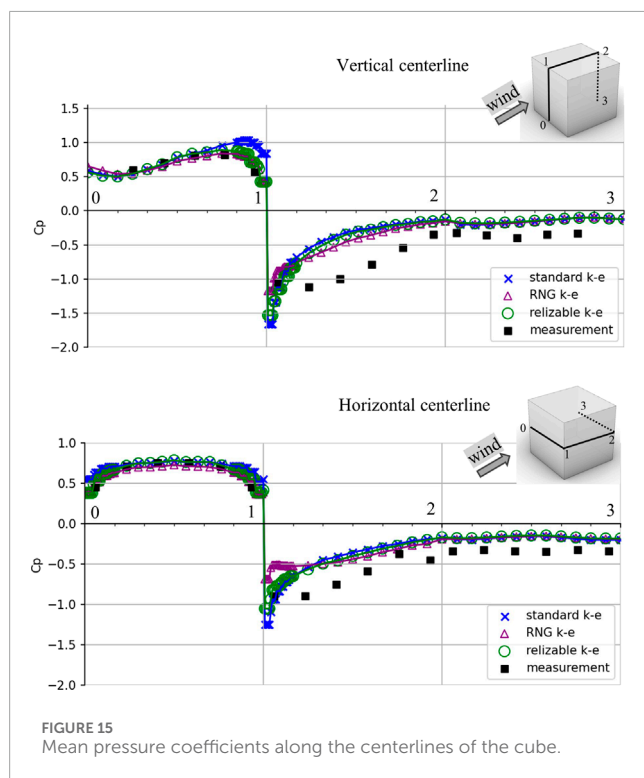 Vertical centerline
wind
0
1
2
3
1.5
1.0
0.5
0.0
-0.5
-1.0
-1.5
-2.0
Cp
0
1
2
3
standard k-e
RNG k-e
relizable k-e
measurement
Horizontal centerline
wind
0
1
2
3
1.0
0.5
0.0
-0.5
-1.0
-1.5
-2.0
Cp
0
1
2
3
standard k-e
RNG k-e
relizable k-e
measurement
FIGURE 15
Mean pressure coefficients along the centerlines of the cube.